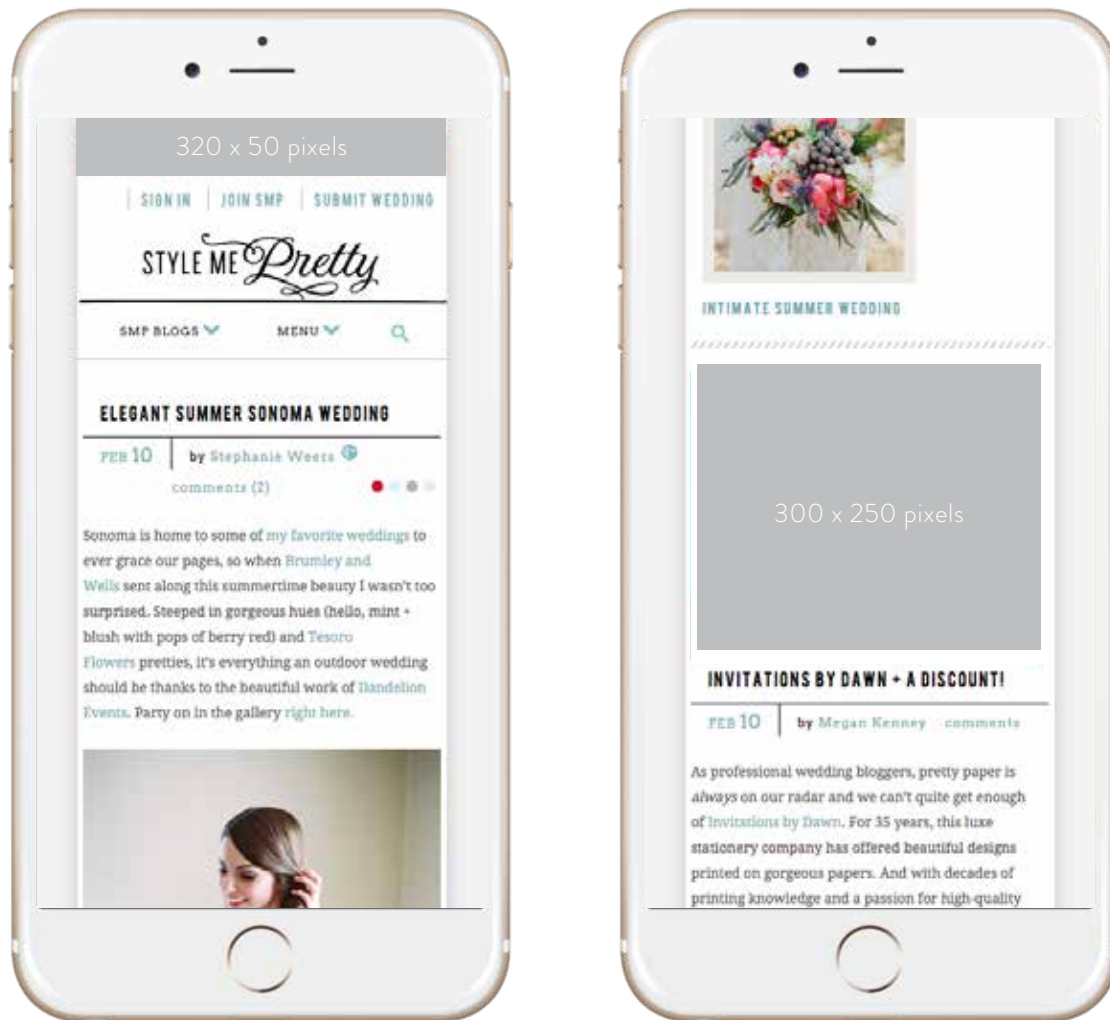 320 x 50 pixels
SIGN IN JOIN SMP SUBMIT WEDDING
STYLE ME Pretty
SMP BLOGS MENU
ELEGANT SUMMER SONOMA WEDDING
FEB 10 by Stephanie Weers
comments (2)
Sonoma is home to some of my favorite weddings to
ever grace our pages, so when Brumley and
Wells sent along this summertime beauty I wasn't too
surprised. Steeped in gorgeous hues (hello, mint +
blush with pops of berry red) and Tesoro
Flowers pretties, it's everything an outdoor wedding
should be thanks to the beautiful work of Dandelion
Events. Party on in the gallery right here.
INTIMATE SUMMER WEDDING
300 x 250 pixels
INVITATIONS BY DAWN + A DISCOUNT!
FEB 10 by Megan Kenney comments
As professional wedding bloggers, pretty paper is
always on our radar and we can't quite get enough
of Invitations by Dawn. For 35 years, this luxe
stationery company has offered beautiful designs
printed on gorgeous papers. And with decades of
printing knowledge and a passion for high-quality